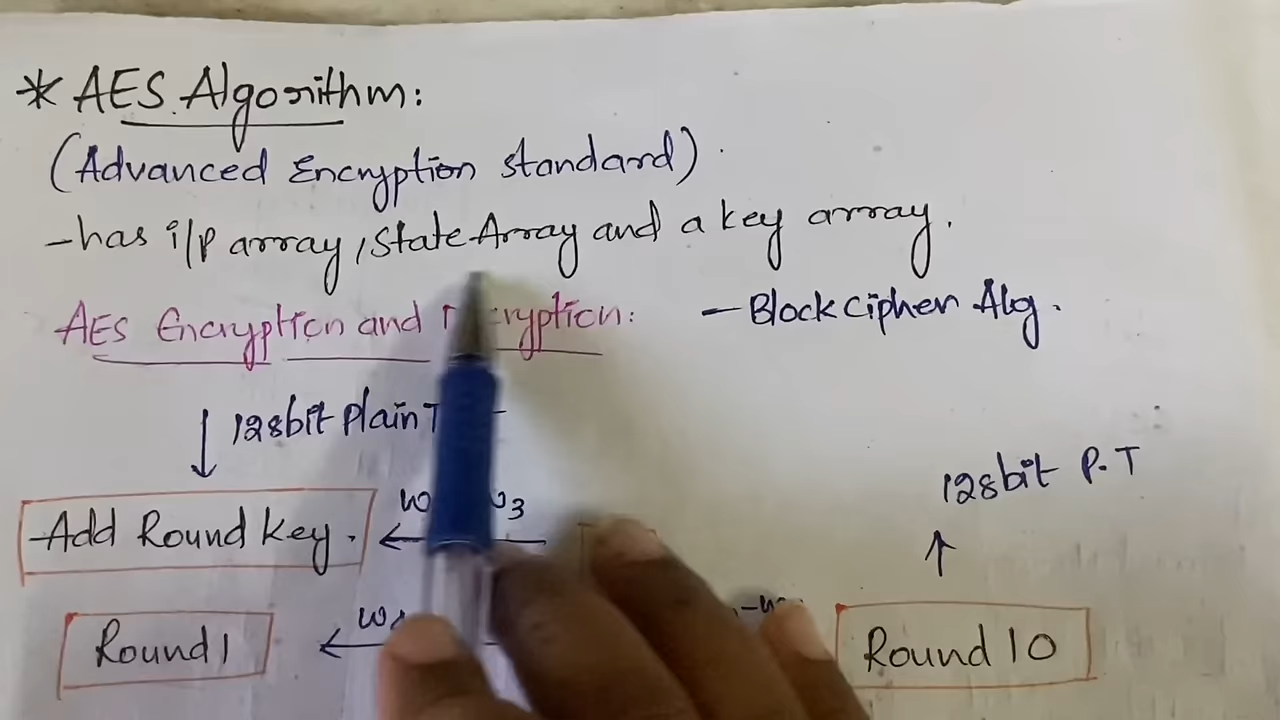 * AES Algorithm:
(Advanced Encryption Standard)
- has i/p array, State Array and a key array.
AES Encryption and
- Block Cipher Alg.
128bit Plain
128bit P.T
Add Round Key.
Round 1
Round 10